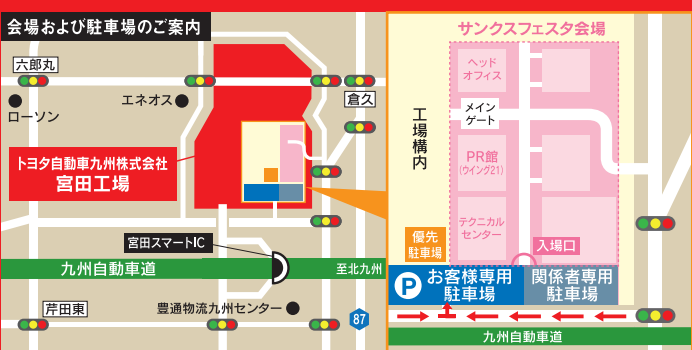 会場および駐車場のご案内
六郎丸
ローソン
エネオス
倉久
トヨタ自動車九州株式会社
宮田工場
宮田スマートIC
九州自動車道
至北九州
芹田東
豊通物流九州センター
87
サンクスフェスタ会場
ヘッド
オフィス
メイン
ゲート
工場構内
PR館
(ウイング21)
テクニカル
センター
優先
駐車場
入場口
P お客様専用
駐車場
関係者専用
駐車場
九州自動車道